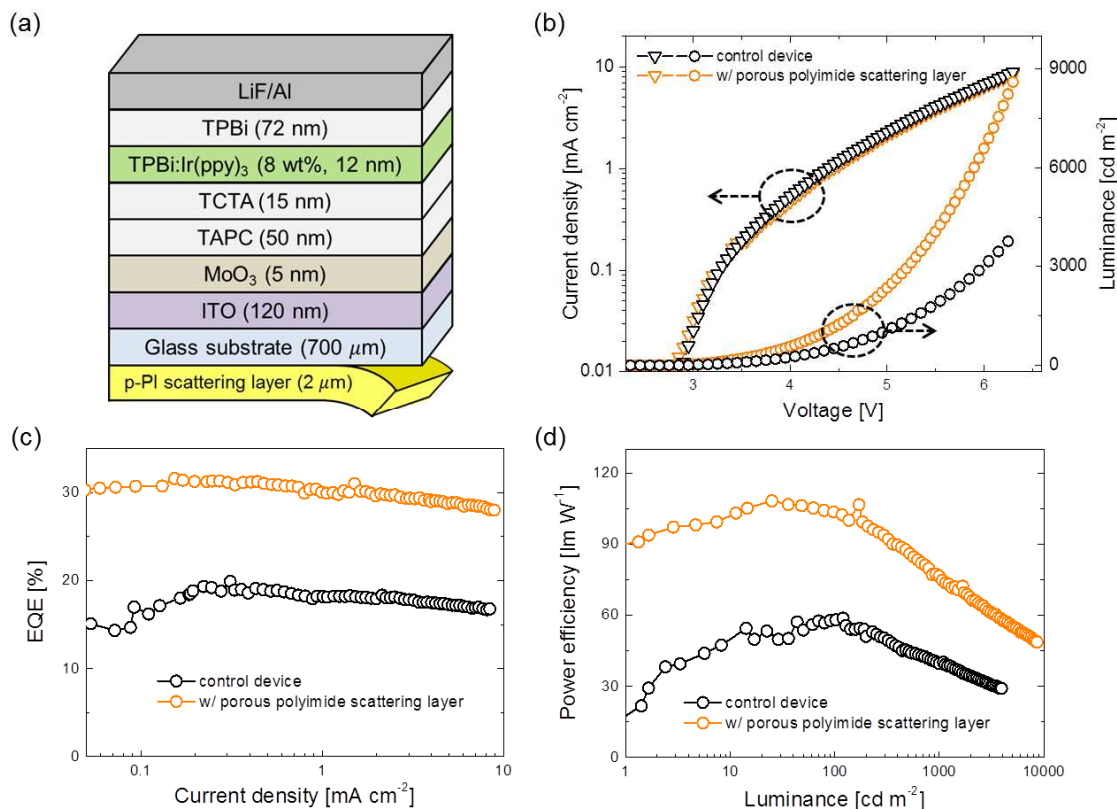 (a)
LiF/Al
TPBi (72 nm)
TPBi:Ir(ppy)₃ (8 wt%, 12 nm)
TCTA (15 nm)
TAPC (50 nm)
MoO₃ (5 nm)
ITO (120 nm)
Glass substrate (700 μm)
p-PI scattering layer (2 μm)
(b)
control device
w/ porous polyimide scattering layer
10
1
0.1
0.01
Current density [mA cm⁻²]
3
4
5
6
Voltage [V]
9000
6000
3000
0
Luminance [cd m⁻²]
(c)
30
20
10
0
EQE [%]
control device
w/ porous polyimide scattering layer
0.1
1
10
Current density [mA cm⁻²]
(d)
120
90
60
30
0
Power efficiency [lm W⁻¹]
control device
w/ porous polyimide scattering layer
1
10
100
1000
10000
Luminance [cd m⁻²]